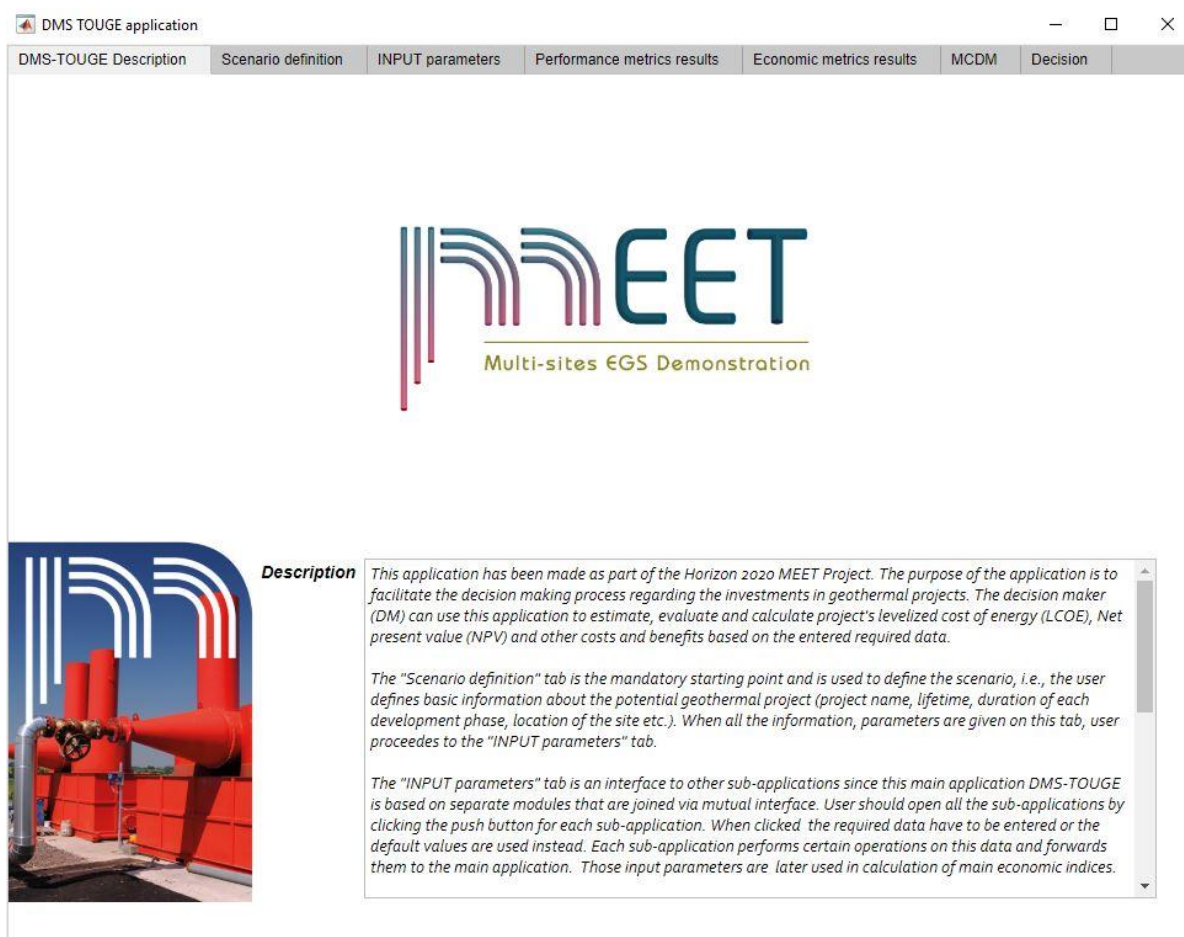 DMS TOUGE application
DMS-TOUGE Description
Scenario definition
INPUT parameters
Performance metrics results
Economic metrics results
MCDM
Decision
MEET
Multi-sites EGS Demonstration
Description
This application has been made as part of the Horizon 2020 MEET Project. The purpose of the application is to
facilitate the decision making process regarding the investments in geothermal projects. The decision maker
(DM) can use this application to estimate, evaluate and calculate project's levelized cost of energy (LCOE), Net
present value (NPV) and other costs and benefits based on the entered required data.
The "Scenario definition" tab is the mandatory starting point and is used to define the scenario, i.e., the user
defines basic information about the potential geothermal project (project name, lifetime, duration of each
development phase, location of the site etc.). When all the information, parameters are given on this tab, user
proceedes to the "INPUT parameters" tab.
The "INPUT parameters" tab is an interface to other sub-applications since this main application DMS-TOUGE
is based on separate modules that are joined via mutual interface. User should open all the sub-applications by
clicking the push button for each sub-application. When clicked  the required data have to be entered or the
default values are used instead. Each sub-application performs certain operations on this data and forwards
them to the main application.  Those input parameters are  later used in calculation of main economic indices.